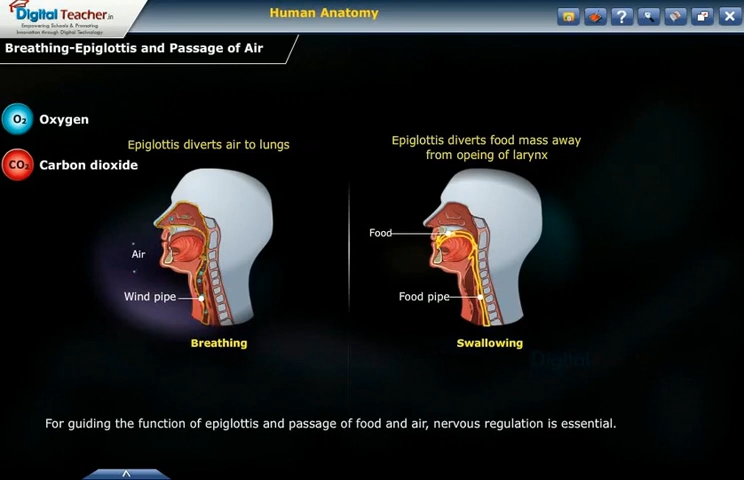 Digital Teacher.in
Empowering Schools & Promoting
Innovation through Digital Technology
Human Anatomy
?
Breathing-Epiglottis and Passage of Air
O2 Oxygen
CO2 Carbon dioxide
Epiglottis diverts air to lungs
Air
Wind pipe
Breathing
Epiglottis diverts food mass away
from opeing of larynx
Food
Food pipe
Swallowing
Digital
For guiding the function of epiglottis and passage of food and air, nervous regulation is essential.